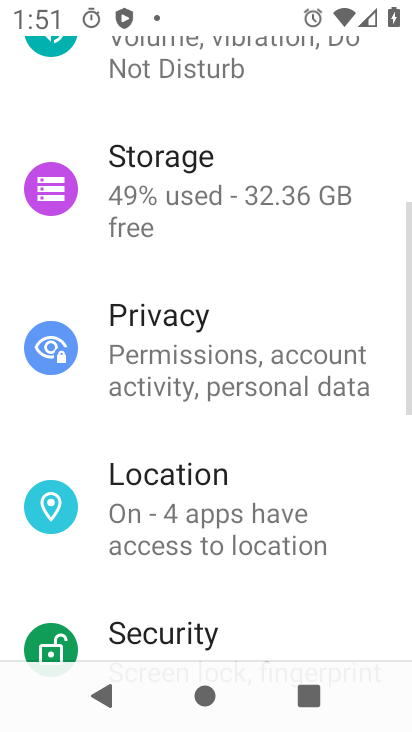 1:51
Volume, vibration, Do
Not Disturb
Storage
49% used - 32.36 GB
free
Privacy
Permissions, account
activity, personal data
Location
On - 4 apps have
access to location
Security
Screen lock, fingerprint